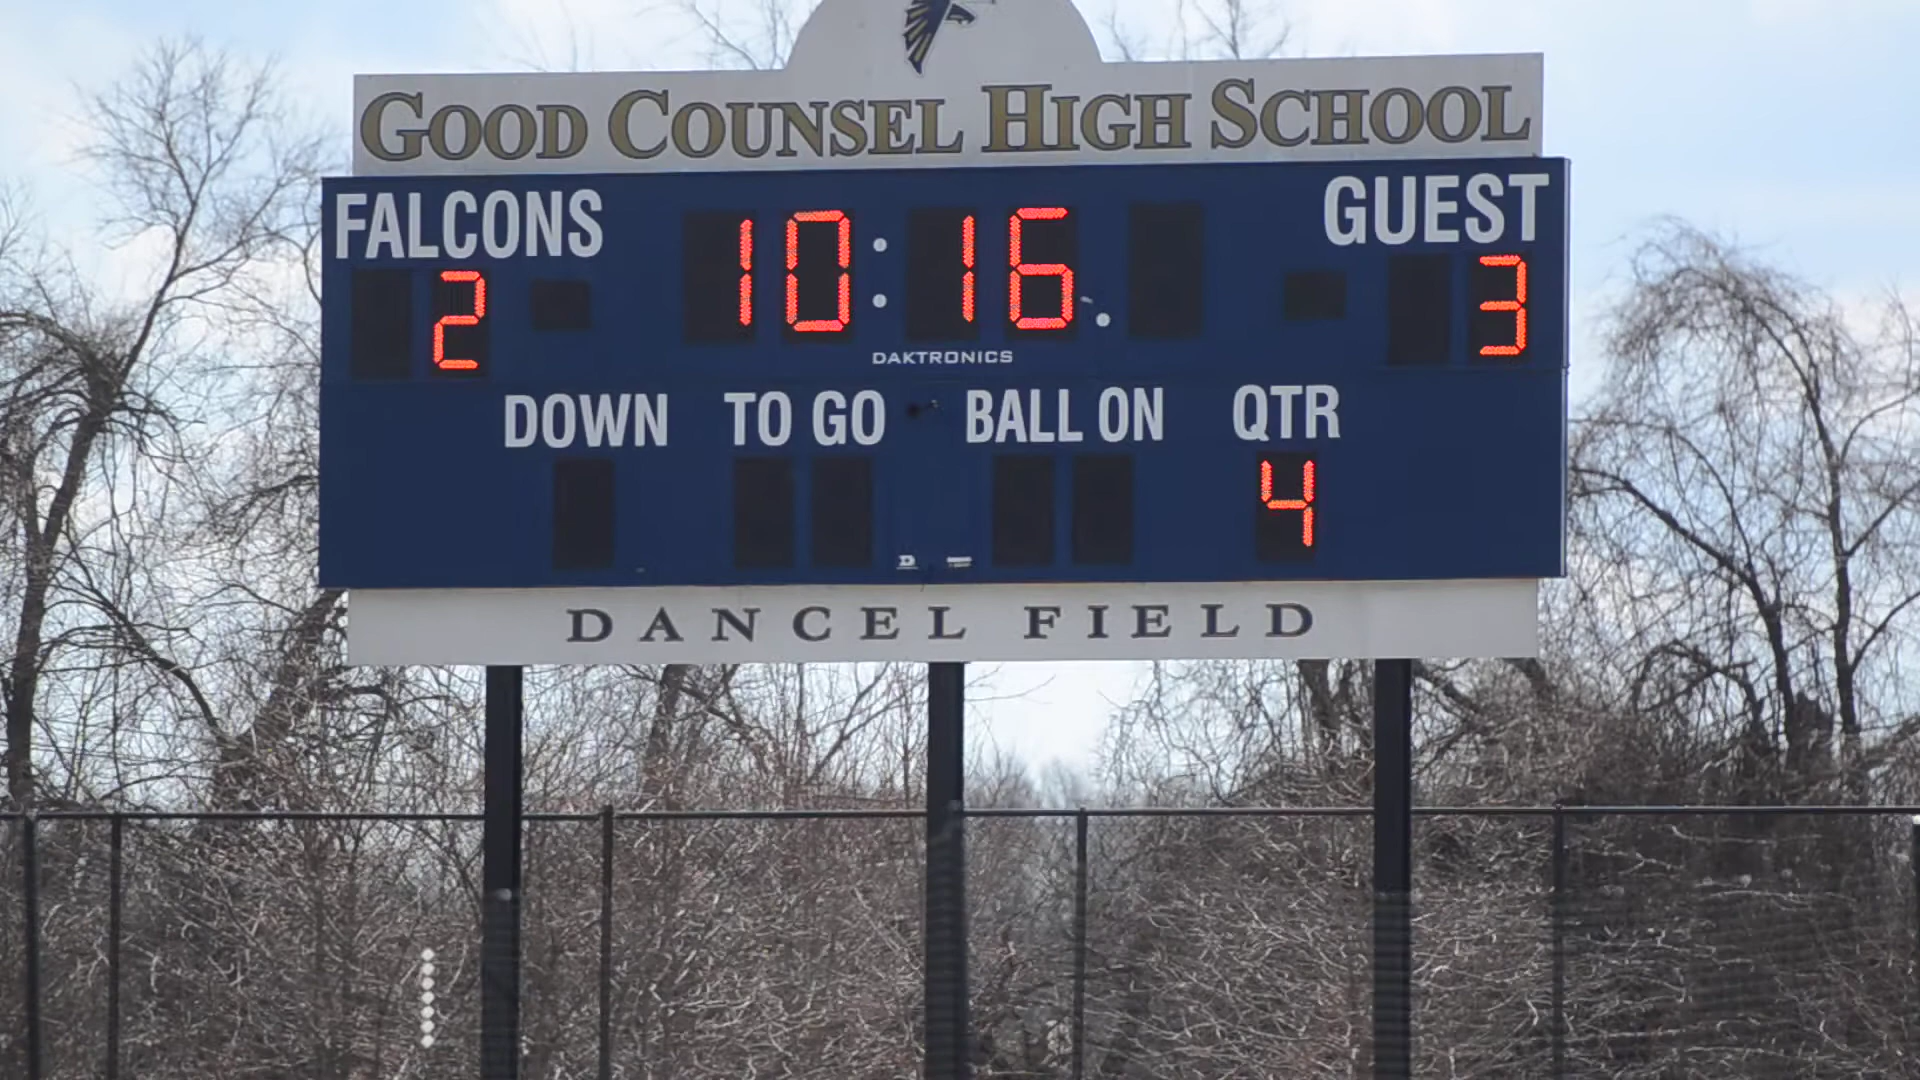 GOOD COUNSEL HIGH SCHOOL
FALCONS 10:16 GUEST
2 3
DAKTRONICS
DOWN TO GO BALL ON QTR
4
DANCEL FIELD